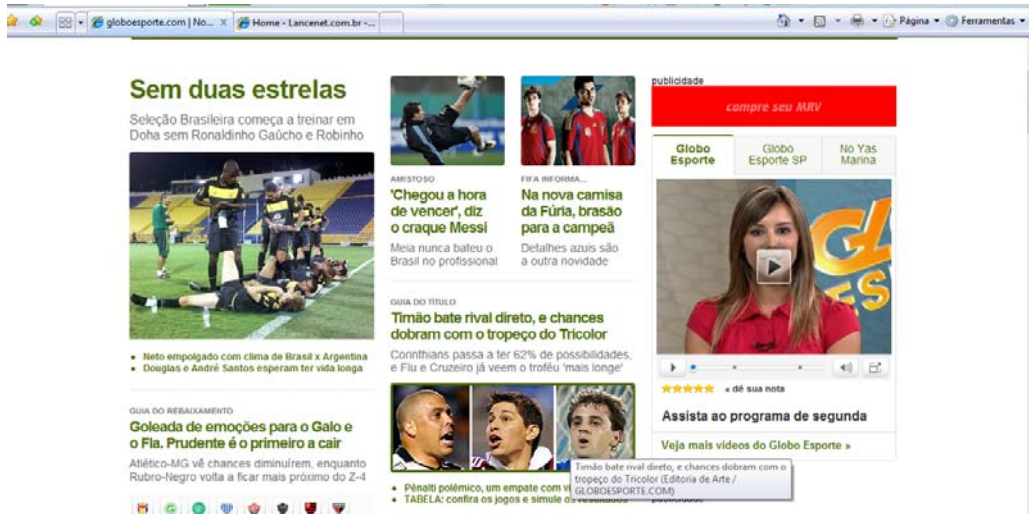 globoesporte.com | No...
Home - Lancenet.com.br -...
Página
Ferramentas
Sem duas estrelas
Seleção Brasileira começa a treinar em
Doha sem Ronaldinho Gaúcho e Robinho
Neto empolgado com clima de Brasil x Argentina
Douglas e André Santos esperam ter vida longa
GUIA DO REBAIXAMENTO
Goleada de emoções para o Galo e
o Fla. Prudente é o primeiro a cair
Atlético-MG vê chances diminuírem, enquanto
Rubro-Negro volta a ficar mais próximo do Z-4
AMISTOSO
'Chegou a hora
de vencer', diz
o craque Messi
Meia nunca bateu o
Brasil no profissional
FIFA INFORMA...
Na nova camisa
da Fúria, brasão
para a campeã
Detalhes azuis são
a outra novidade
GUIA DO TÍTULO
Timão bate rival direto, e chances
dobram com o tropeço do Tricolor
Corinthians passa a ter 62% de possibilidades,
e Flu e Cruzeiro já veem o troféu 'mais longe'
Pênalti polêmico, um empate com
TABELA: confira os jogos e simule os resultados
Timão bate rival direto, e chances dobram com o
tropeço do Tricolor (Editoria de Arte /
GLOBOESPORTE.COM)
publicidade
compre seu MRV
Globo
Esporte
Globo
Esporte SP
No Yas
Marina
dê sua nota
Assista ao programa de segunda
Veja mais vídeos do Globo Esporte »
publicidade